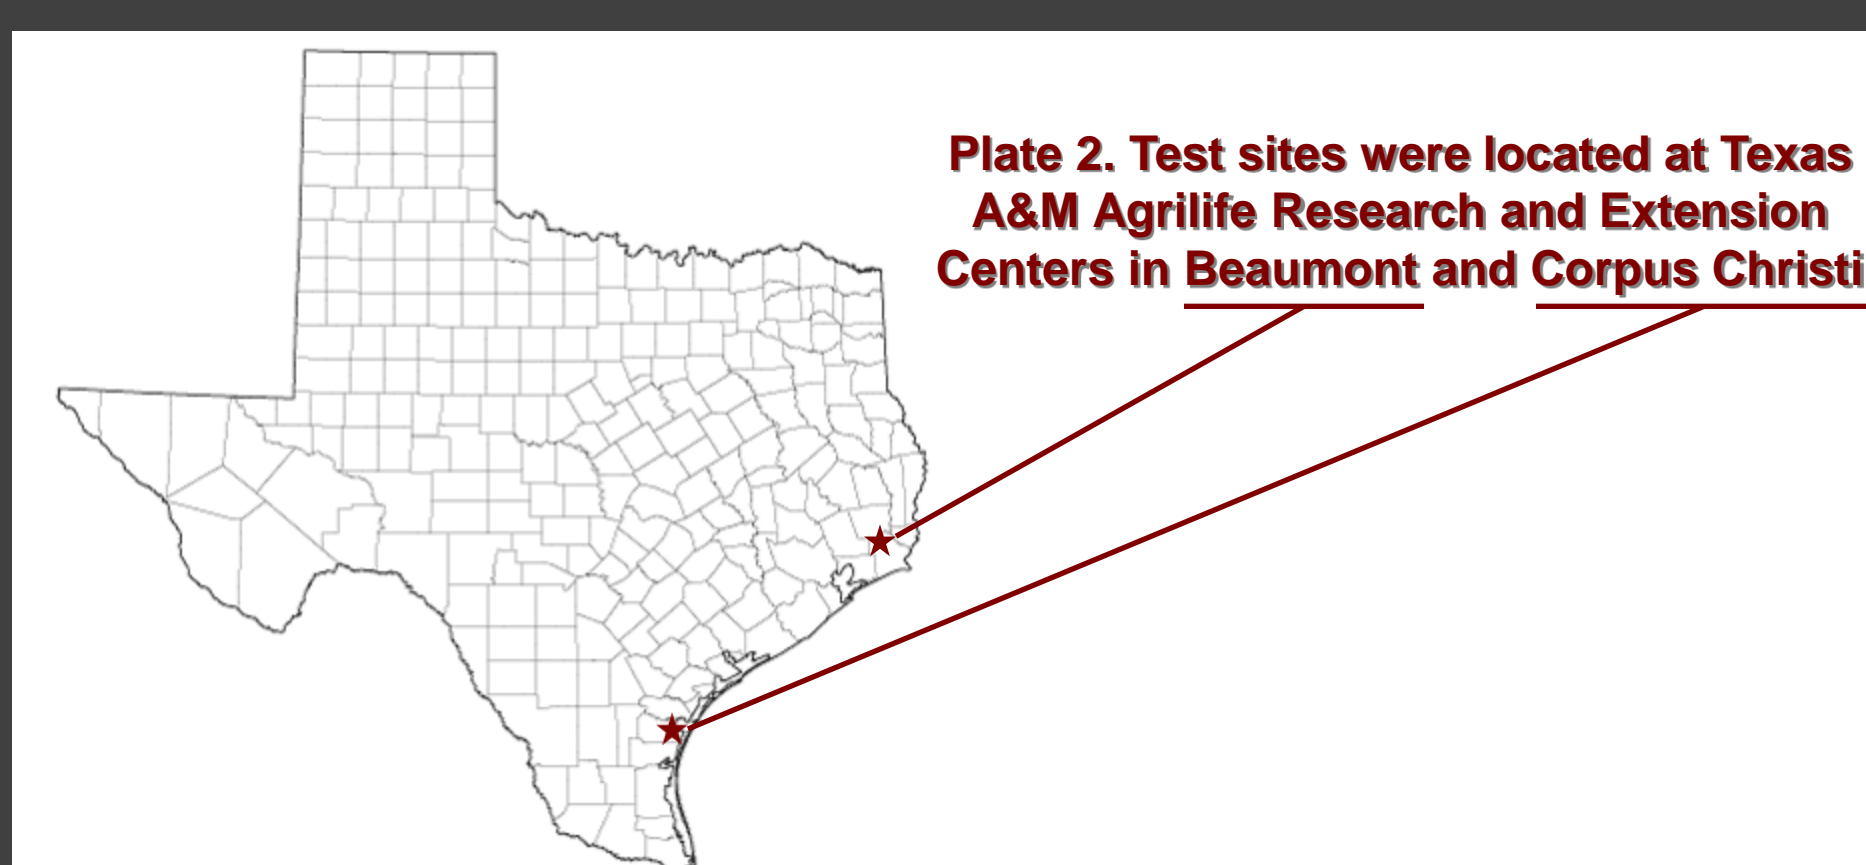 Plate 2. Test sites were located at Texas
A&M Agrilife Research and Extension
Centers in Beaumont and Corpus Christi